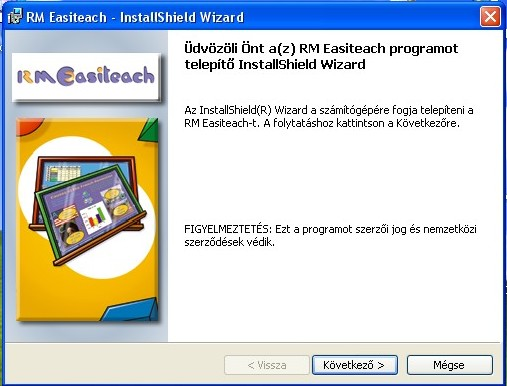 RM Easiteach - InstallShield Wizard
RM Easiteach
Üdvözöli Önt a(z) RM Easiteach programot
telepítő InstallShield Wizard
Az InstallShield(R) Wizard a számítógépére fogja telepíteni a
RM Easiteach-t. A folytatáshoz kattintson a Következőre.
FIGYELMEZTETÉS: Ezt a programot szerzői jog és nemzetközi
szerződések védik.
< Vissza
Következő >
Mégse